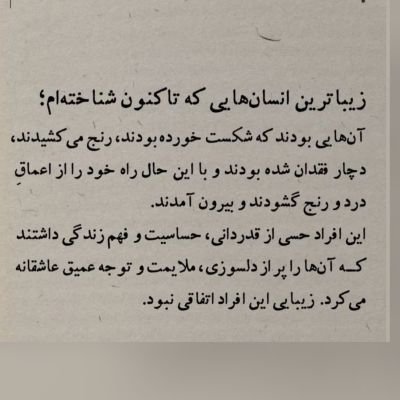 زیباترین انسان‌هایی که تاکنون شناخته‌ام؛
آن‌هایی بودند که شکست خورده بودند، رنج می‌کشیدند،
دچار فقدان شده بودند و با این حال راه خود را از اعماقِ
درد و رنج گشودند و بیرون آمدند.
این افراد حسی از قدردانی، حساسیت و فهم زندگی داشتند
کــه آن‌ها را پر از دلسوزی، ملایمت و توجه عمیق عاشقانه
می‌کرد. زیبایی این افراد اتفاقی نبود.